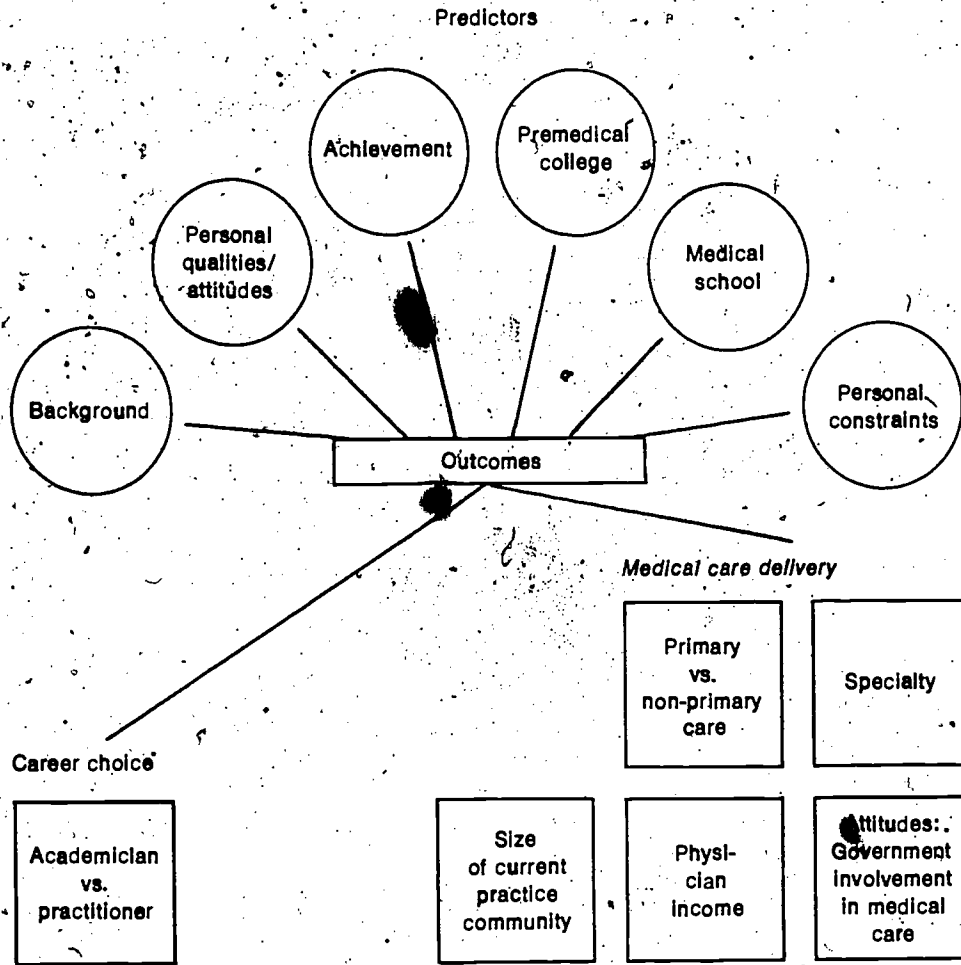 Predictors
Achievement
Premedical
college
Personal
qualities/
attitudes
Medical
school
Background
Personal
constraints
Outcomes
Medical care delivery
Primary
vs.
non-primary
care
Specialty
Career choice
Academician
vs.
practitioner
Size
of current
practice
community
Physi-
cian
income
Attitudes:
Government
involvement
in medical
care